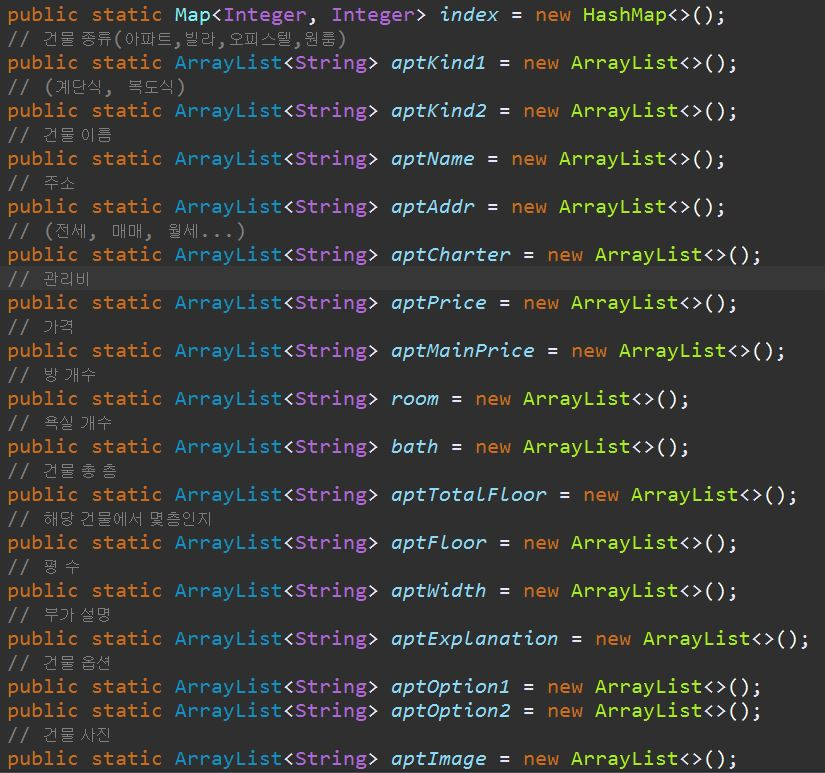 public static Map<Integer, Integer> index = new HashMap<>();
// 건물 종류(아파트,빌라,오피스텔,원룸)
public static ArrayList<String> aptKind1 = new ArrayList<>();
// (계단식, 복도식)
public static ArrayList<String> aptKind2 = new ArrayList<>();
// 건물 이름
public static ArrayList<String> aptName = new ArrayList<>();
// 주소
public static ArrayList<String> aptAddr = new ArrayList<>();
// (전세, 매매, 월세...)
public static ArrayList<String> aptCharter = new ArrayList<>();
// 관리비
public static ArrayList<String> aptPrice = new ArrayList<>();
// 가격
public static ArrayList<String> aptMainPrice = new ArrayList<>();
// 방 개수
public static ArrayList<String> room = new ArrayList<>();
// 욕실 개수
public static ArrayList<String> bath = new ArrayList<>();
// 건물 총 층
public static ArrayList<String> aptTotalFloor = new ArrayList<>();
// 해당 건물에서 몇층인지
public static ArrayList<String> aptFloor = new ArrayList<>();
// 평 수
public static ArrayList<String> aptWidth = new ArrayList<>();
// 부가 설명
public static ArrayList<String> aptExplanation = new ArrayList<>();
// 건물 옵션
public static ArrayList<String> aptOption1 = new ArrayList<>();
public static ArrayList<String> aptOption2 = new ArrayList<>();
// 건물 사진
public static ArrayList<String> aptImage = new ArrayList<>();